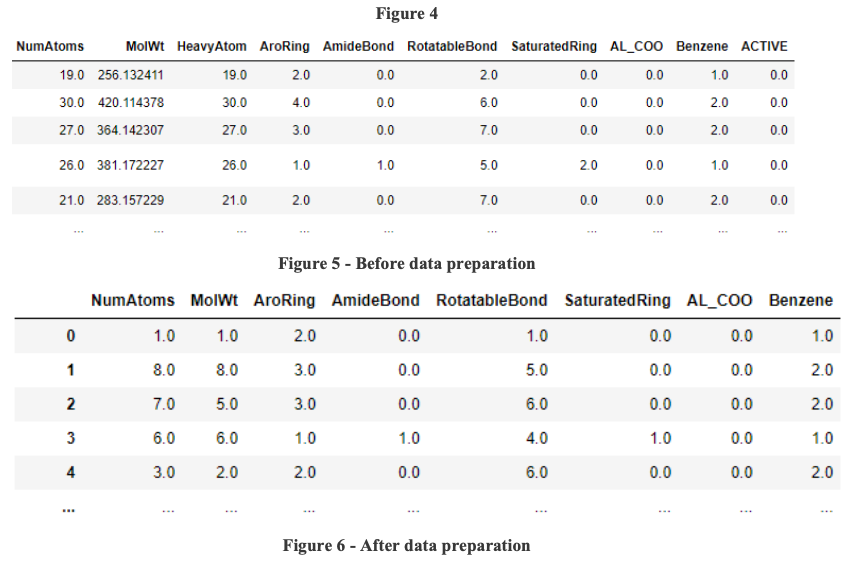 Figure 4
NumAtoms MolWt HeavyAtom AroRing AmideBond RotatableBond SaturatedRing AL_COO Benzene ACTIVE
19.0 256.132411 19.0 2.0 0.0 2.0 0.0 0.0 1.0 0.0
30.0 420.114378 30.0 4.0 0.0 6.0 0.0 0.0 2.0 0.0
27.0 364.142307 27.0 3.0 0.0 7.0 0.0 0.0 2.0 0.0
26.0 381.172227 26.0 1.0 1.0 5.0 2.0 0.0 1.0 0.0
21.0 283.157229 21.0 2.0 0.0 7.0 0.0 0.0 2.0 0.0
... ... ... ... ... ... ... ... ... ...
Figure 5 - Before data preparation
NumAtoms MolWt AroRing AmideBond RotatableBond SaturatedRing AL_COO Benzene
0 1.0 1.0 2.0 0.0 1.0 0.0 0.0 1.0
1 8.0 8.0 3.0 0.0 5.0 0.0 0.0 2.0
2 7.0 5.0 3.0 0.0 6.0 0.0 0.0 2.0
3 6.0 6.0 1.0 1.0 4.0 1.0 0.0 1.0
4 3.0 2.0 2.0 0.0 6.0 0.0 0.0 2.0
... ... ... ... ... ... ... ... ...
Figure 6 - After data preparation